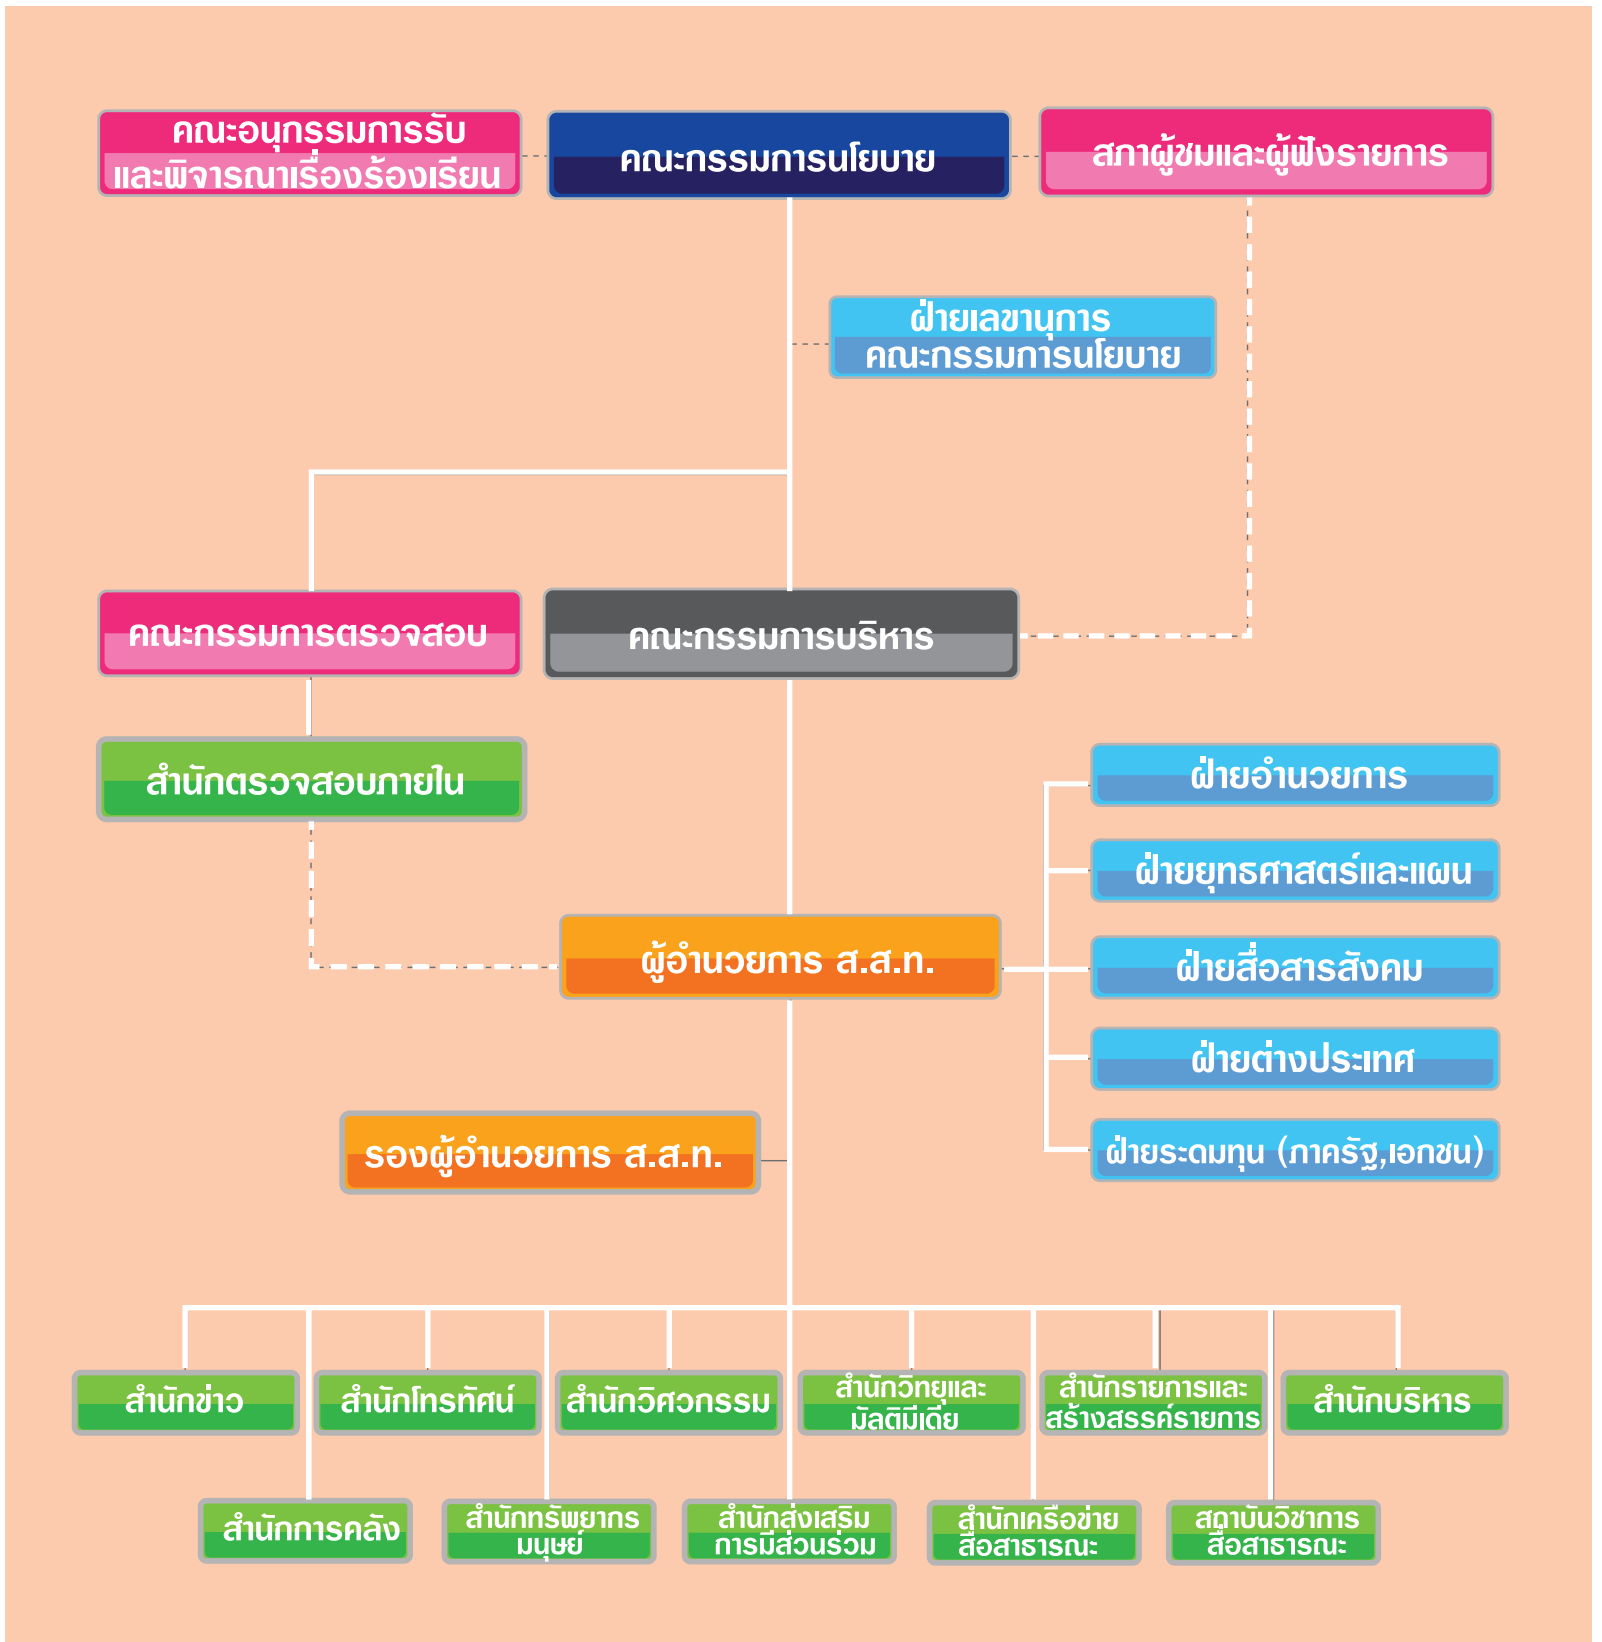 คณะอนุกรรมการรับ
และพิจารณาเรื่องร้องเรียน
คณะกรรมการนโยบาย
สภาผู้ชมและผู้ฟังรายการ
ฝ่ายเลขานุการ
คณะกรรมการนโยบาย
คณะกรรมการตรวจสอบ
คณะกรรมการบริหาร
สำนักตรวจสอบภายใน
ฝ่ายอำนวยการ
ฝ่ายยุทธศาสตร์และแผน
ผู้อำนวยการ ส.ส.ท.
ฝ่ายสื่อสารสังคม
ฝ่ายต่างประเทศ
รองผู้อำนวยการ ส.ส.ท.
ฝ่ายระดมทุน (ภาครัฐ,เอกชน)
สำนักข่าว
สำนักโทรทัศน์
สำนักวิศวกรรม
สำนักวิทยุและ
มัลติมีเดีย
สำนักรายการและ
สร้างสรรค์รายการ
สำนักบริหาร
สำนักการคลัง
สำนักทรัพยากร
มนุษย์
สำนักส่งเสริม
การมีส่วนร่วม
สำนักเครือข่าย
สื่อสาธารณะ
สถาบันวิชาการ
สื่อสาธารณะ